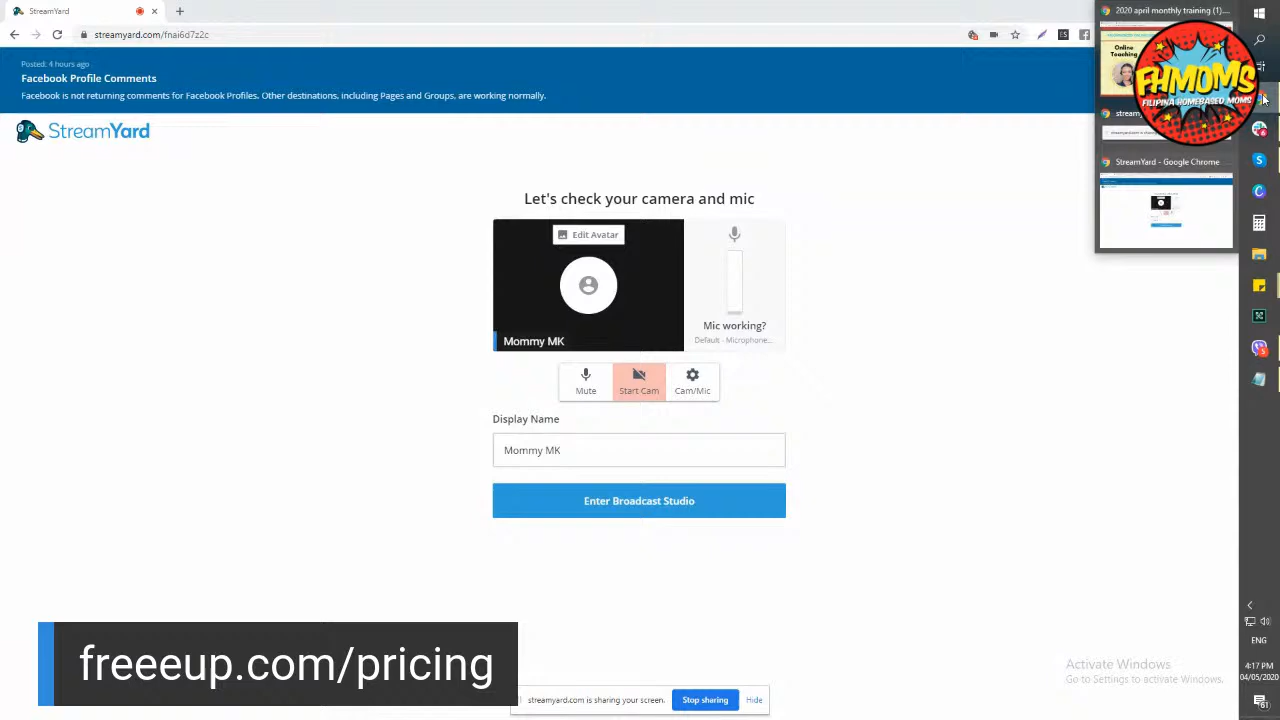 StreamYard
streamyard.com/fnai6d7z2c
Posted: 4 hours ago
Facebook Profile Comments
Facebook is not returning comments for Facebook Profiles. Other destinations, including Pages and Groups, are working normally.
StreamYard
Let's check your camera and mic
Edit Avatar
Mommy MK
Mic working?
Default - Microphone...
Mute
Start Cam
Cam/Mic
Display Name
Mommy MK
Enter Broadcast Studio
2020 april monthly training (1)....
Online
Teaching
FHMOMS
FILIPINA HOMEBASED MOMS
StreamYard - Google Chrome
freeeup.com/pricing
streamyard.com is sharing your screen.
Stop sharing
Hide
Activate Windows
Go to Settings to activate Windows.
ENG
4:17 PM
04/05/2020